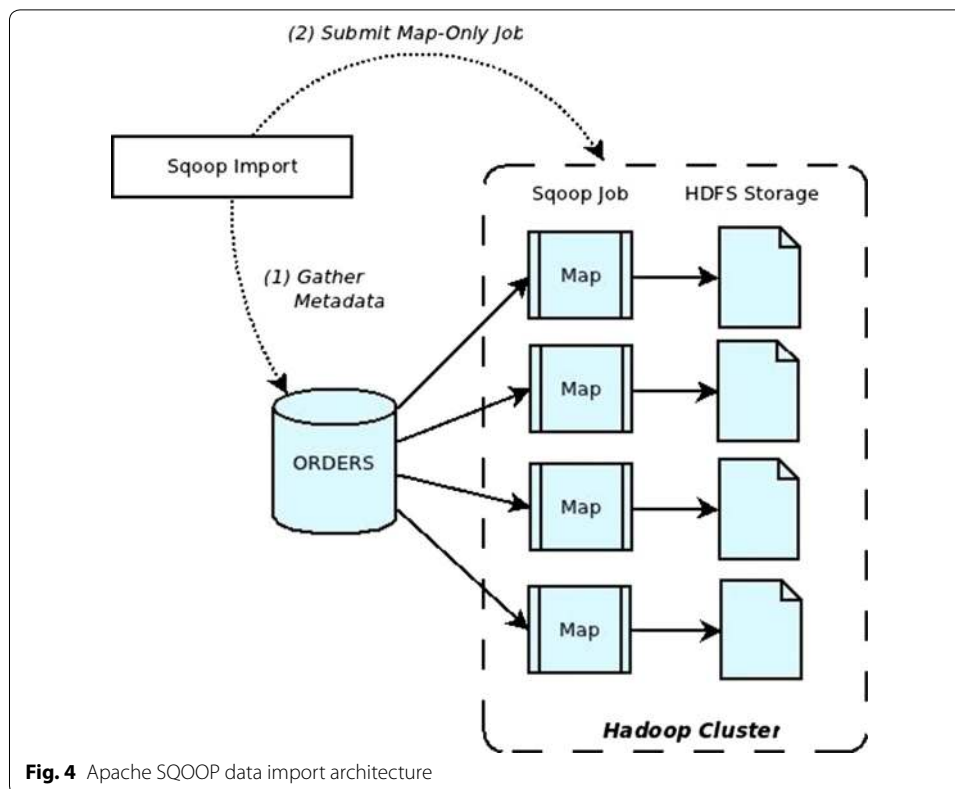 (2) Submit Map-Only Job
Sqoop Import
Sqoop Job
HDFS Storage
(1) Gather
Metadata
Map
Map
ORDERS
Map
Map
Hadoop Cluster
Fig. 4 Apache SQOOP data import architecture